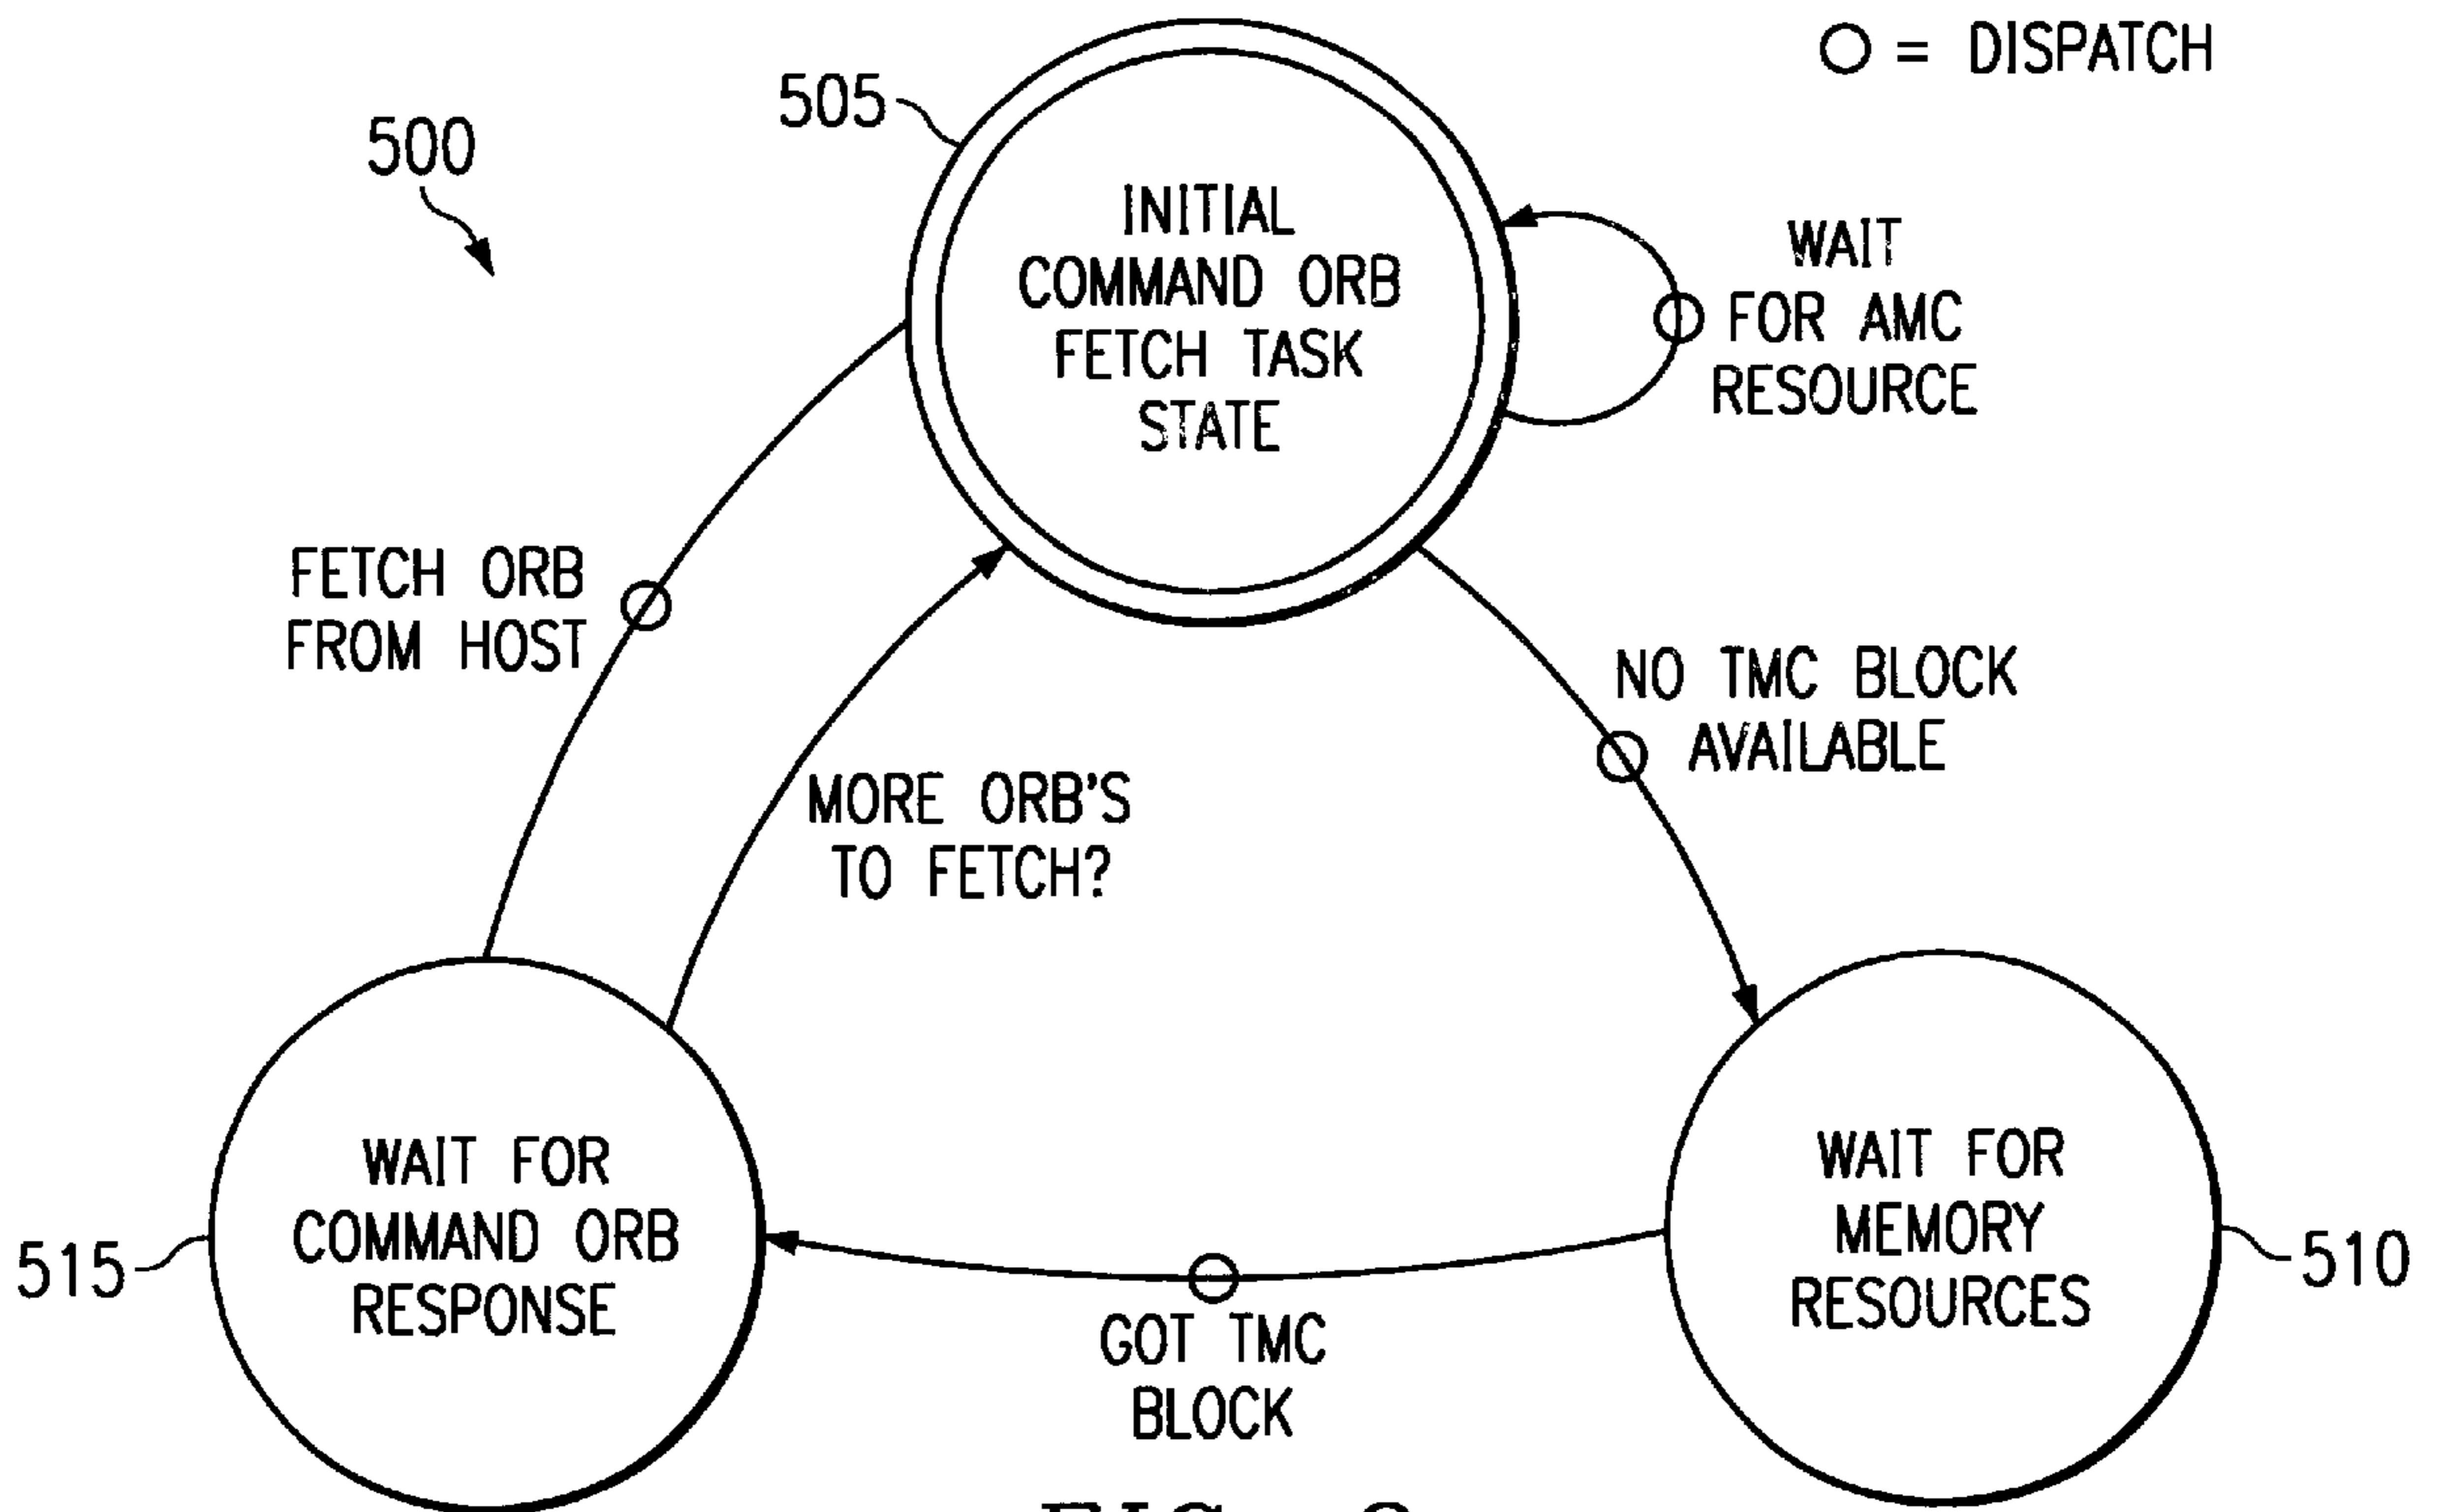 = DISPATCH
505
500
INITIAL
COMMAND ORB
FETCH TASK
STATE
WAIT
FOR AMC
RESOURCE
FETCH ORB
FROM HOST
NO TMC BLOCK
AVAILABLE
MORE ORB'S
TO FETCH?
WAIT FOR
COMMAND ORB
RESPONSE
515
WAIT FOR
MEMORY
RESOURCES
510
GOT TMC
BLOCK